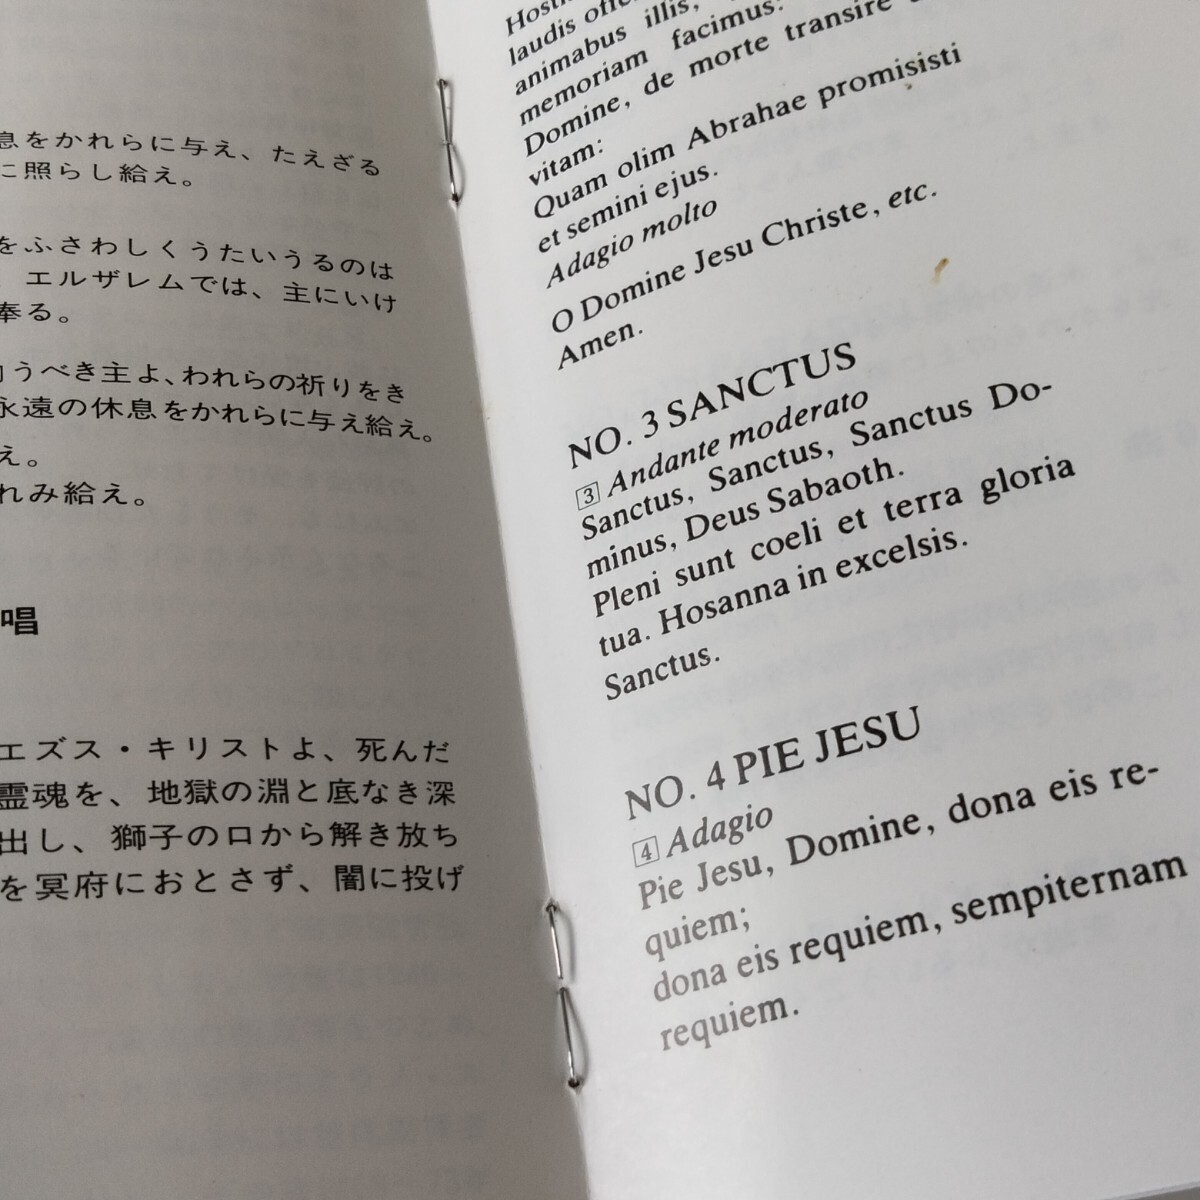 息をかれらに与え、たえざる
に照らし給え。
をふさわしくうたいうるのは
エルザレムでは、主にいけ
奉る。
うべき主よ、われらの祈りをき
永遠の休息をかれらに与え給え。
え。
れみ給え。
唱
エズス・キリストよ、死んだ
霊魂を、地獄の淵と底なき深
出し、獅子の口から解き放ち
を冥府におとさず、闇に投げ
laudis
animabus illis,
memoriam facimus:
Domine, de morte transire
vitam:
Quam olim Abrahae promisisti
et semini ejus.
Adagio molto
O Domine Jesu Christe, etc.
Amen.
NO. 3 SANCTUS
3 Andante moderato
Sanctus, Sanctus, Sanctus Do-
minus, Deus Sabaoth.
Pleni sunt coeli et terra gloria
tua. Hosanna in excelsis.
Sanctus.
NO. 4 PIE JESU
4 Adagio
Pie Jesu, Domine, dona eis re-
quiem;
dona eis requiem, sempiternam
requiem.